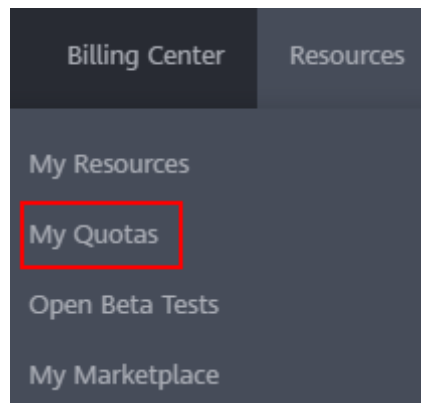 Billing Center Resources
My Resources
My Quotas
Open Beta Tests
My Marketplace